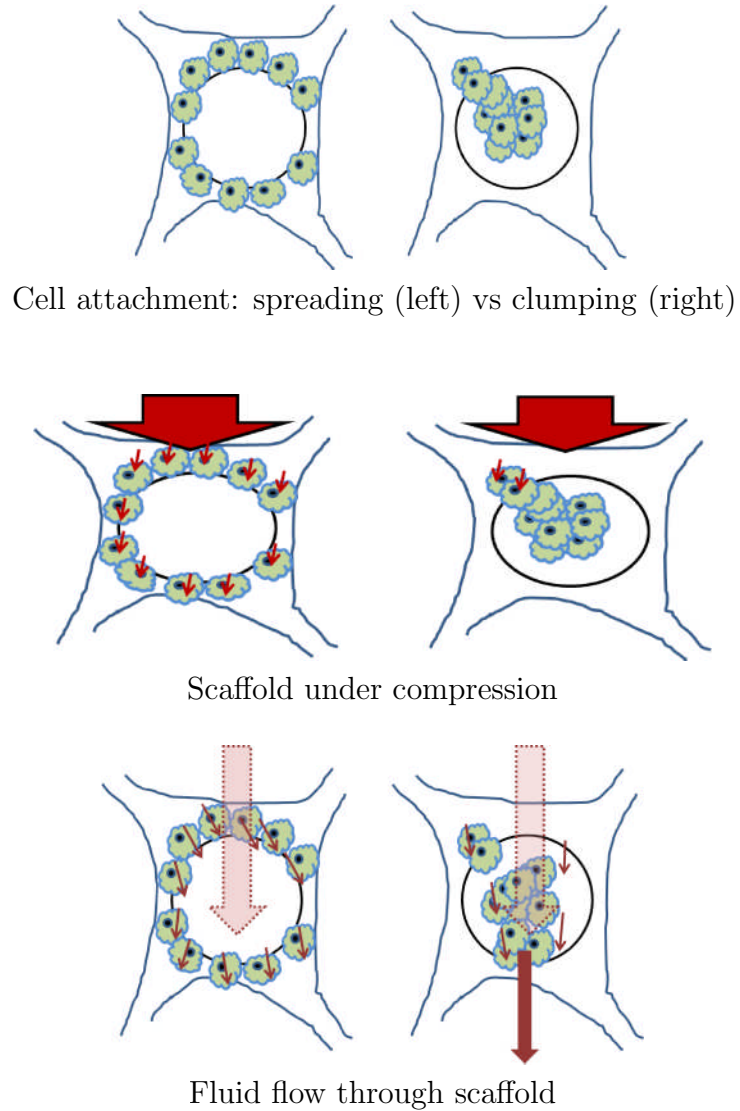 Cell attachment: spreading (left) vs clumping (right)
Scaffold under compression
Fluid flow through scaffold